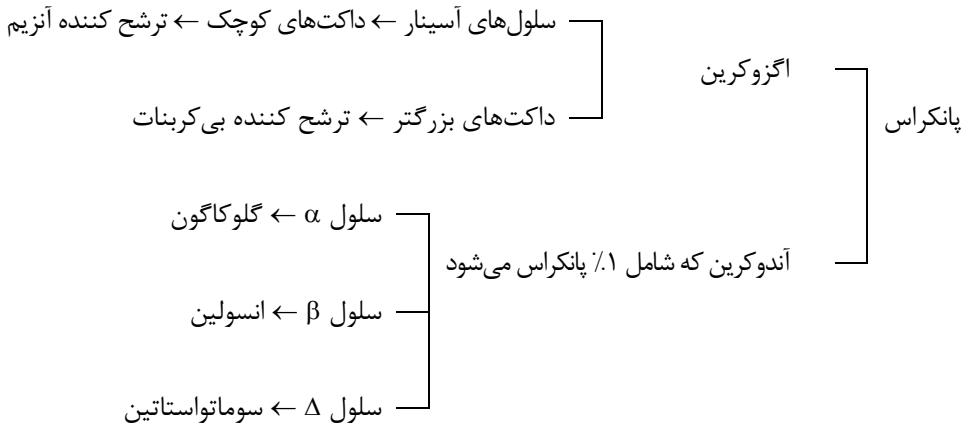 سلول‌های آسینار ← داکت‌های کوچک ← ترشح کننده آنزیم
اگزوکرین
داکت‌های بزرگتر ← ترشح کننده بی‌کربنات
پانکراس
سلول α ← گلوکاگون
آندوکرین که شامل ۱٪ پانکراس می‌شود
سلول β ← انسولین
سلول Δ ← سوماتواستاتین